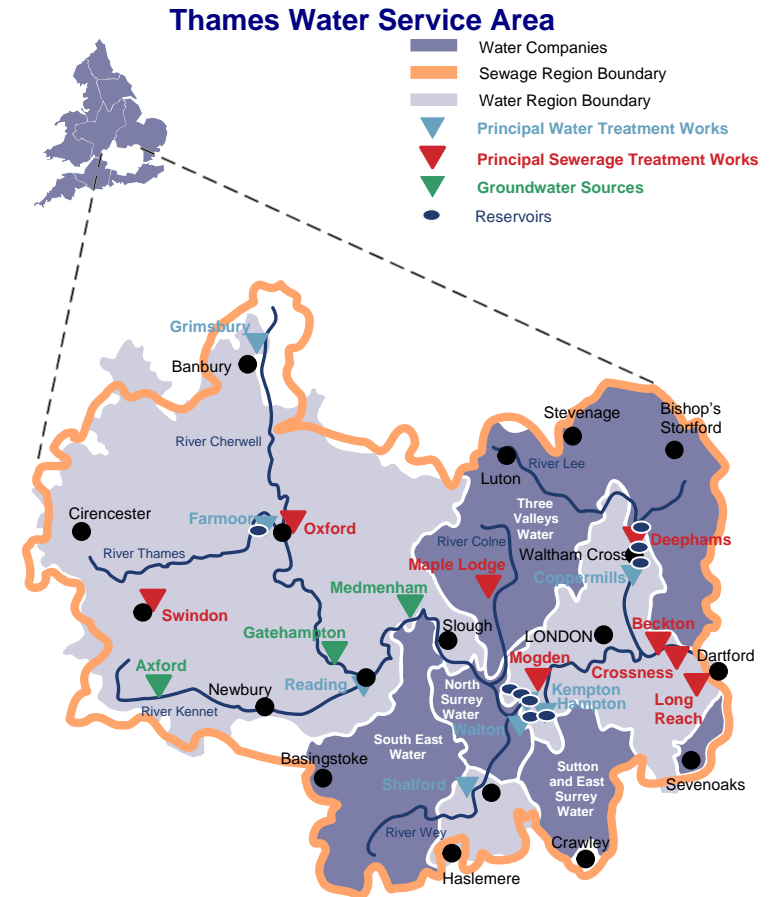 Thames Water Service Area
Water Companies
Sewage Region Boundary
Water Region Boundary
Principal Water Treatment Works
Principal Sewerage Treatment Works
Groundwater Sources
Reservoirs
Grimsbury
Banbury
River Cherwell
Stevenage
Bishop's
Stortford
River Lee
Luton
Three
Valleys
Water
Cirencester
Farmoor
Oxford
River Thames
River Colne
Deephams
Waltham Cross
Maple Lodge
Coppermills
Medmenham
Swindon
Gatehampton
Slough
LONDON
Beckton
Dartford
Mogden
Crossness
Axford
Reading
Newbury
River Kennet
North
Surrey
Water
Kempton
Hampton
Long
Reach
Walton
South East
Water
Basingstoke
Shalford
Sutton
and East
Surrey
Water
Sevenoaks
River Wey
Crawley
Haslemere